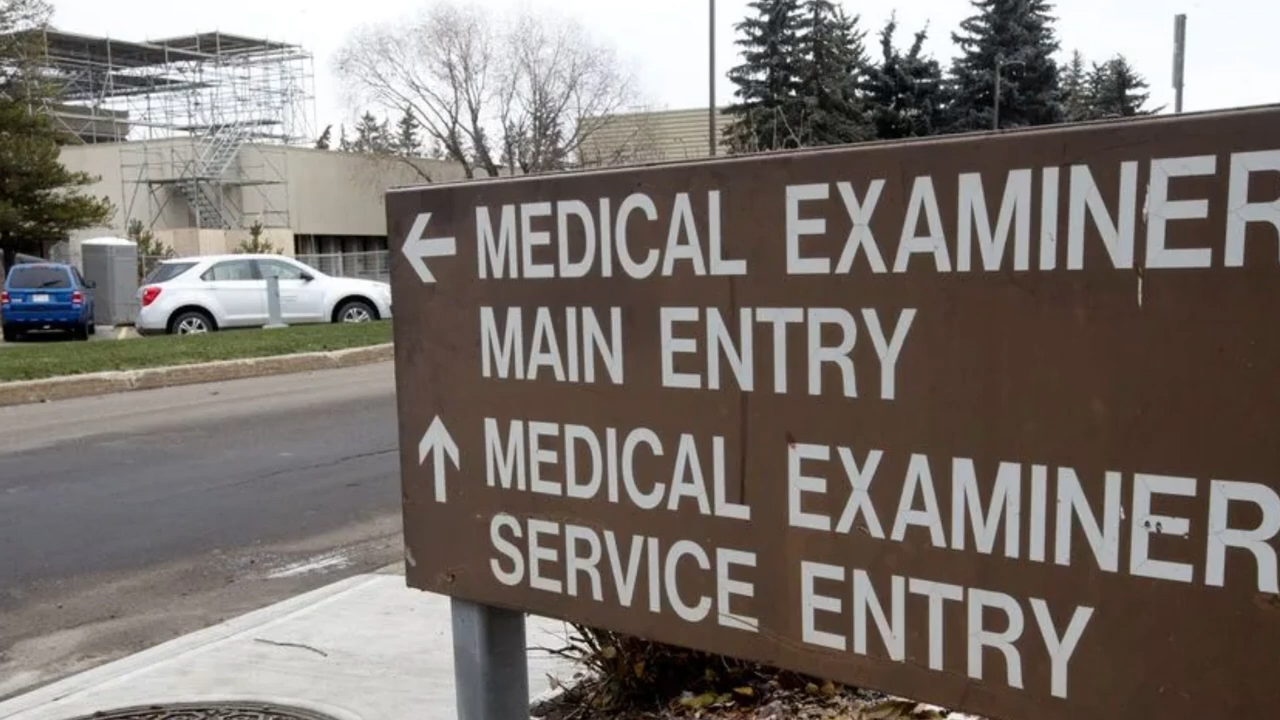 ← MEDICAL EXAMINER
MAIN ENTRY
↑ MEDICAL EXAMINER
SERVICE ENTRY